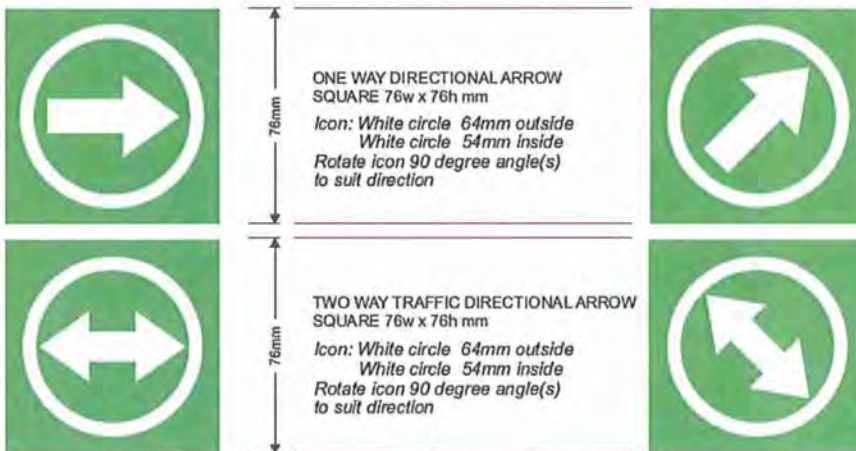 76mm
ONE WAY DIRECTIONAL ARROW
SQUARE 76w x 76h mm
Icon: White circle 64mm outside
White circle 54mm inside
Rotate icon 90 degree angle(s)
to suit direction
76mm
TWO WAY TRAFFIC DIRECTIONAL ARROW
SQUARE 76w x 76h mm
Icon: White circle 64mm outside
White circle 54mm inside
Rotate icon 90 degree angle(s)
to suit direction